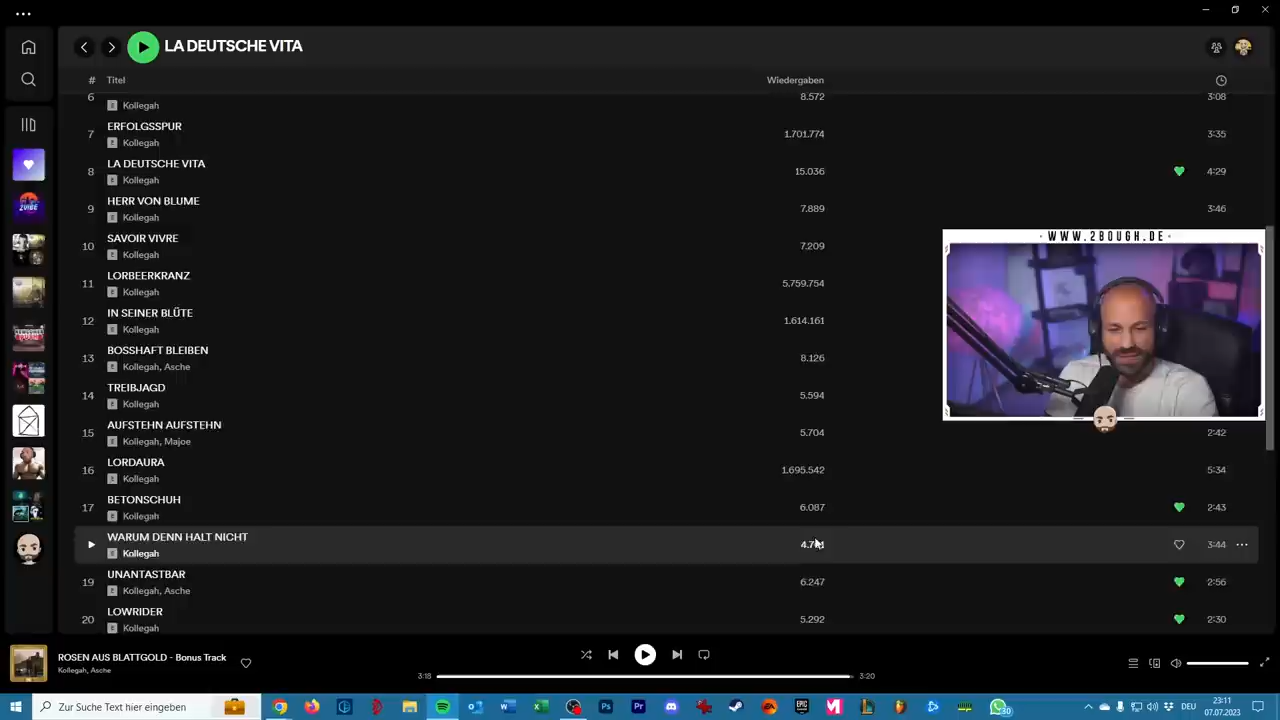 LA DEUTSCHE VITA
# Titel Wiedergaben
6 Kollegah 8.572 3:08
7 ERFOLGSSPUR 1.701.774 3:35
Kollegah
8 LA DEUTSCHE VITA 15.036 4:29
Kollegah
9 HERR VON BLUME 7.889 3:46
Kollegah
10 SAVOIR VIVRE 7.209
Kollegah
11 LORBEERKRANZ 5.759.754
Kollegah
12 IN SEINER BLÜTE 1.614.161
Kollegah
13 BOSSHAFT BLEIBEN 8.126
Kollegah, Asche
14 TREIBJAGD 5.594
Kollegah
15 AUFSTEHN AUFSTEHN 5.704 2:42
Kollegah, Majoe
16 LORDAURA 1.695.542 5:34
Kollegah
17 BETONSCHUH 6.087 2:43
Kollegah
WARUM DENN HALT NICHT 3:44
Kollegah
19 UNANTASTBAR 6.247 2:56
Kollegah, Asche
20 LOWRIDER 5.292 2:30
Kollegah
· WWW.2BOUGH.DE ·
ROSEN AUS BLATTGOLD - Bonus Track
Kollegah, Asche
3:18 3:20
Zur Suche Text hier eingeben
DEU
23:11
07.07.2023